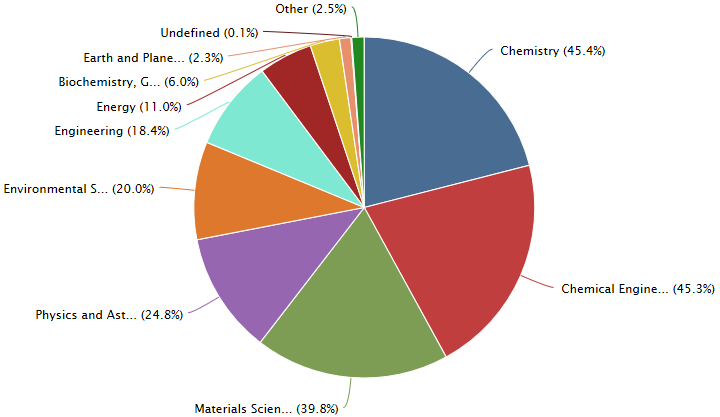 Other (2.5%)
Undefined (0.1%)
Earth and Plane... (2.3%)
Biochemistry, G... (6.0%)
Energy (11.0%)
Engineering (18.4%)
Environmental S... (20.0%)
Physics and Ast... (24.8%)
Materials Scien... (39.8%)
Chemical Engine... (45.3%)
Chemistry (45.4%)